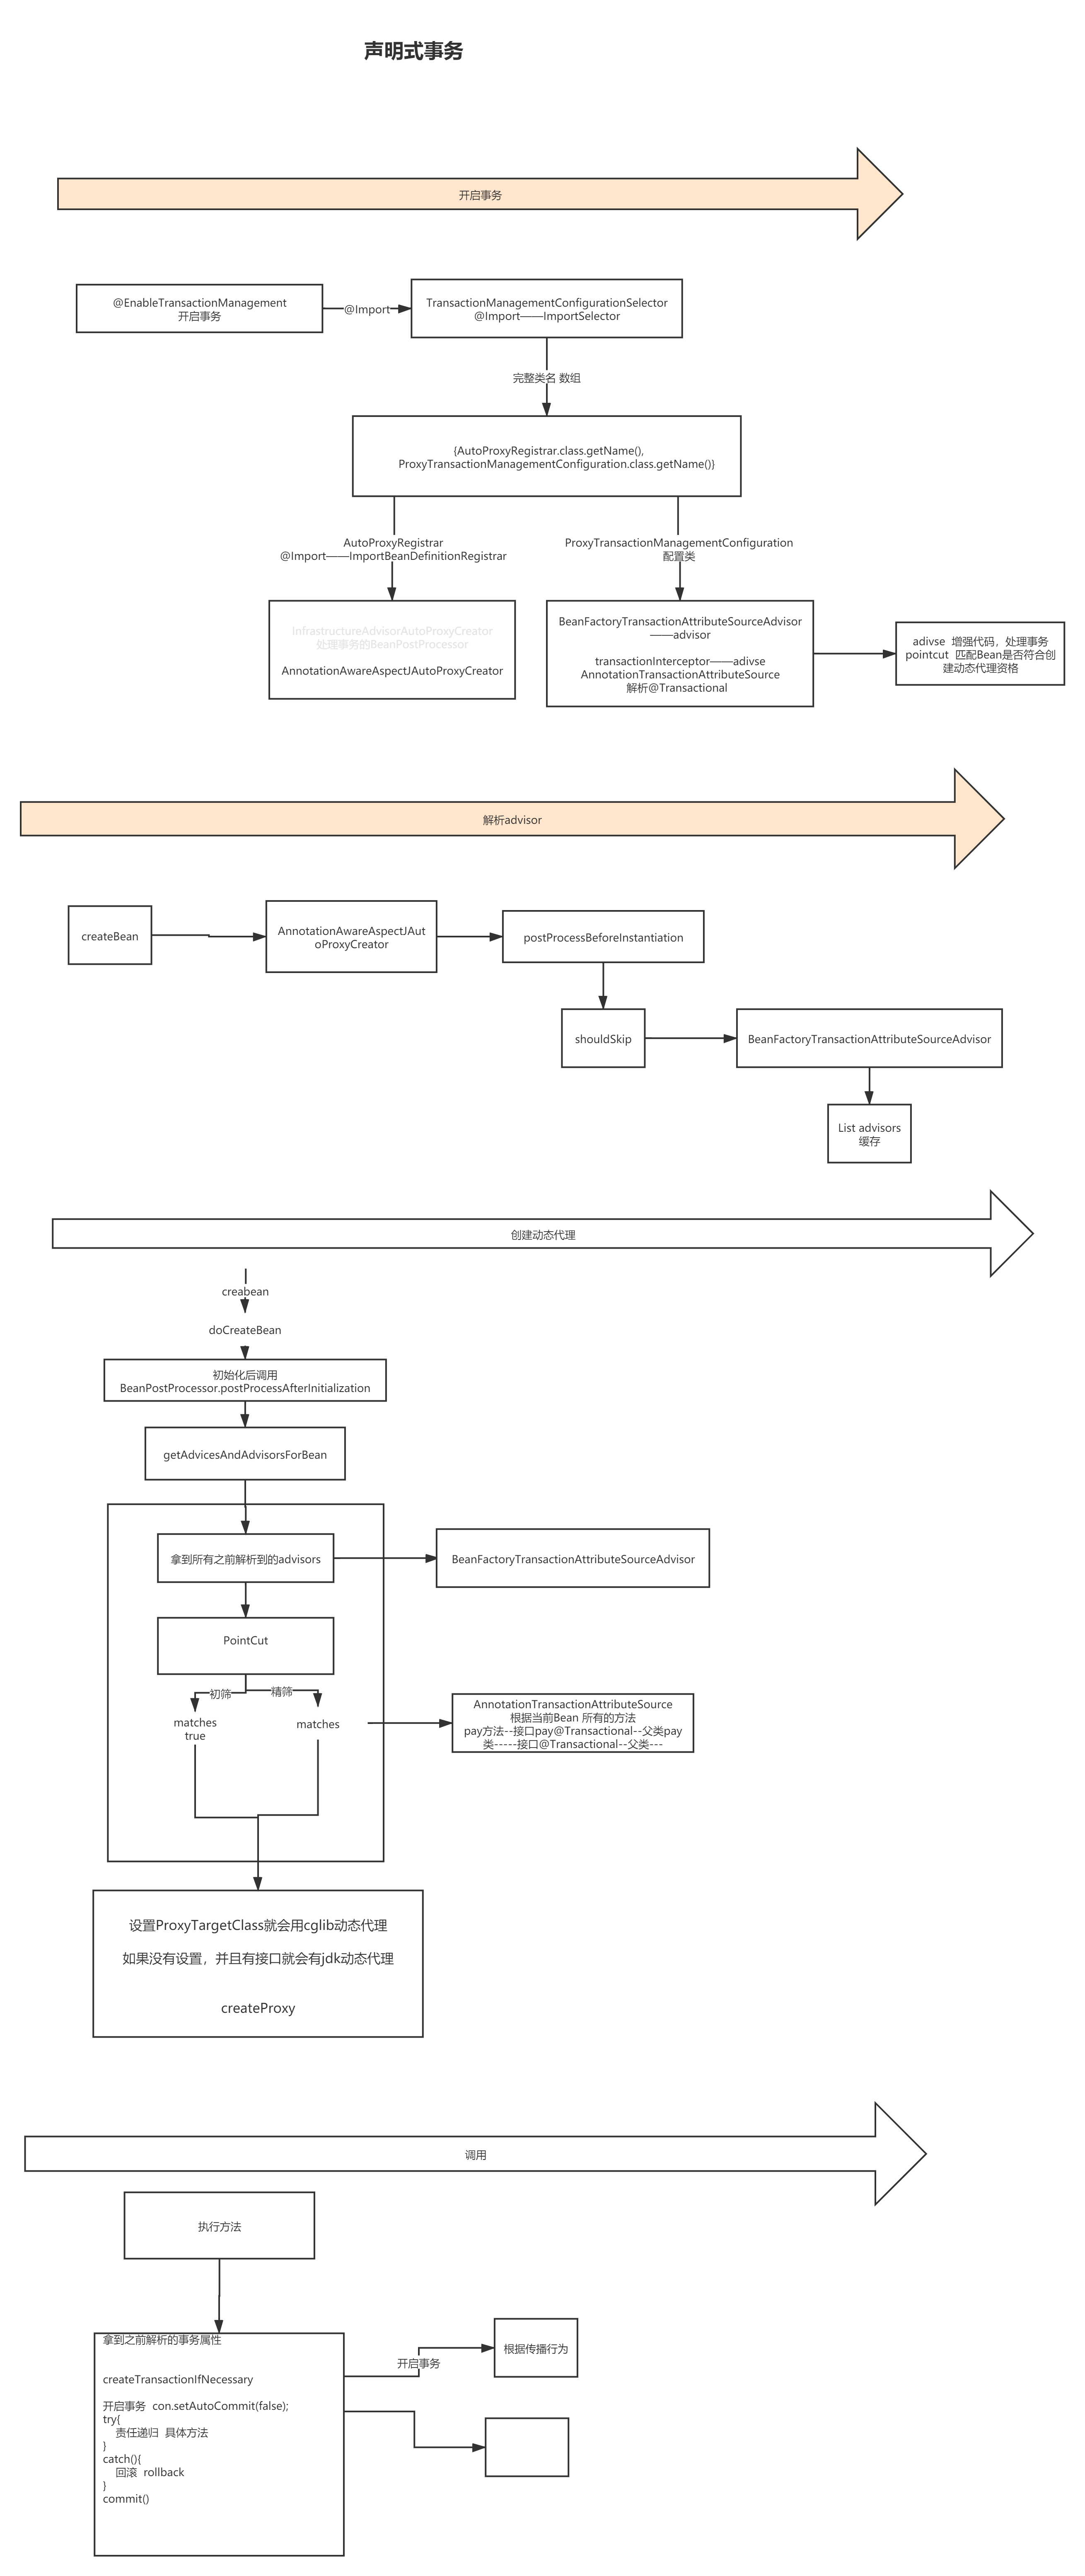 声明式事务
开启事务
@EnableTransactionManagement
开启事务
@Import
TransactionManagementConfigurationSelector
@Import——ImportSelector
完整类名 数组
{AutoProxyRegistrar.class.getName(),
ProxyTransactionManagementConfiguration.class.getName()}
AutoProxyRegistrar
@Import——ImportBeanDefinitionRegistrar
ProxyTransactionManagementConfiguration
配置类
InfrastructureAdvisorAutoProxyCreator
处理事务的BeanPostProcessor
AnnotationAwareAspectJAutoProxyCreator
BeanFactoryTransactionAttributeSourceAdvisor
——advisor
transactionInterceptor——adivse
AnnotationTransactionAttributeSource
解析@Transactional
adivse 增强代码，处理事务
pointcut 匹配Bean是否符合创
建动态代理资格
解析advisor
createBean
AnnotationAwareAspectJAut
oProxyCreator
postProcessBeforeInstantiation
shouldSkip
BeanFactoryTransactionAttributeSourceAdvisor
List advisors
缓存
创建动态代理
creabean
doCreateBean
初始化后调用
BeanPostProcessor.postProcessAfterInitialization
getAdvicesAndAdvisorsForBean
拿到所有之前解析到的advisors
BeanFactoryTransactionAttributeSourceAdvisor
PointCut
初筛
精筛
matches
true
matches
AnnotationTransactionAttributeSource
根据当前Bean 所有的方法
pay方法--接口pay@Transactional--父类pay
类-----接口@Transactional--父类---
设置ProxyTargetClass就会用cglib动态代理
如果没有设置，并且有接口就会有jdk动态代理
createProxy
调用
执行方法
拿到之前解析的事务属性
createTransactionIfNecessary
开启事务 con.setAutoCommit(false);
try{
责任递归 具体方法
}
catch(){
回滚 rollback
}
commit()
开启事务
根据传播行为